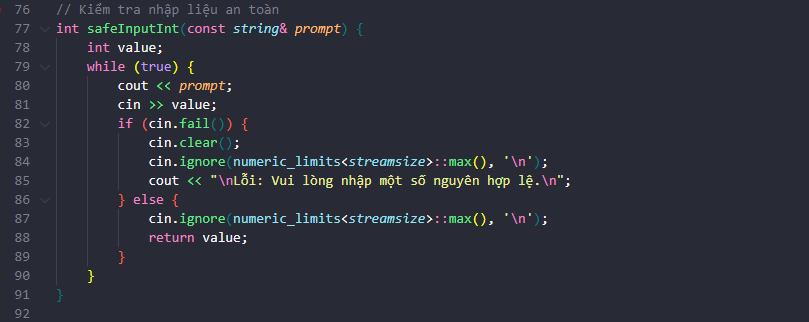 76 // Kiểm tra nhập liệu an toàn
77 int safeInputInt(const string& prompt) {
78     int value;
79     while (true) {
80         cout << prompt;
81         cin >> value;
82         if (cin.fail()) {
83             cin.clear();
84             cin.ignore(numeric_limits<streamsize>::max(), '\n');
85             cout << "\nLỗi: Vui lòng nhập một số nguyên hợp lệ.\n";
86         } else {
87             cin.ignore(numeric_limits<streamsize>::max(), '\n');
88             return value;
89         }
90     }
91 }
92